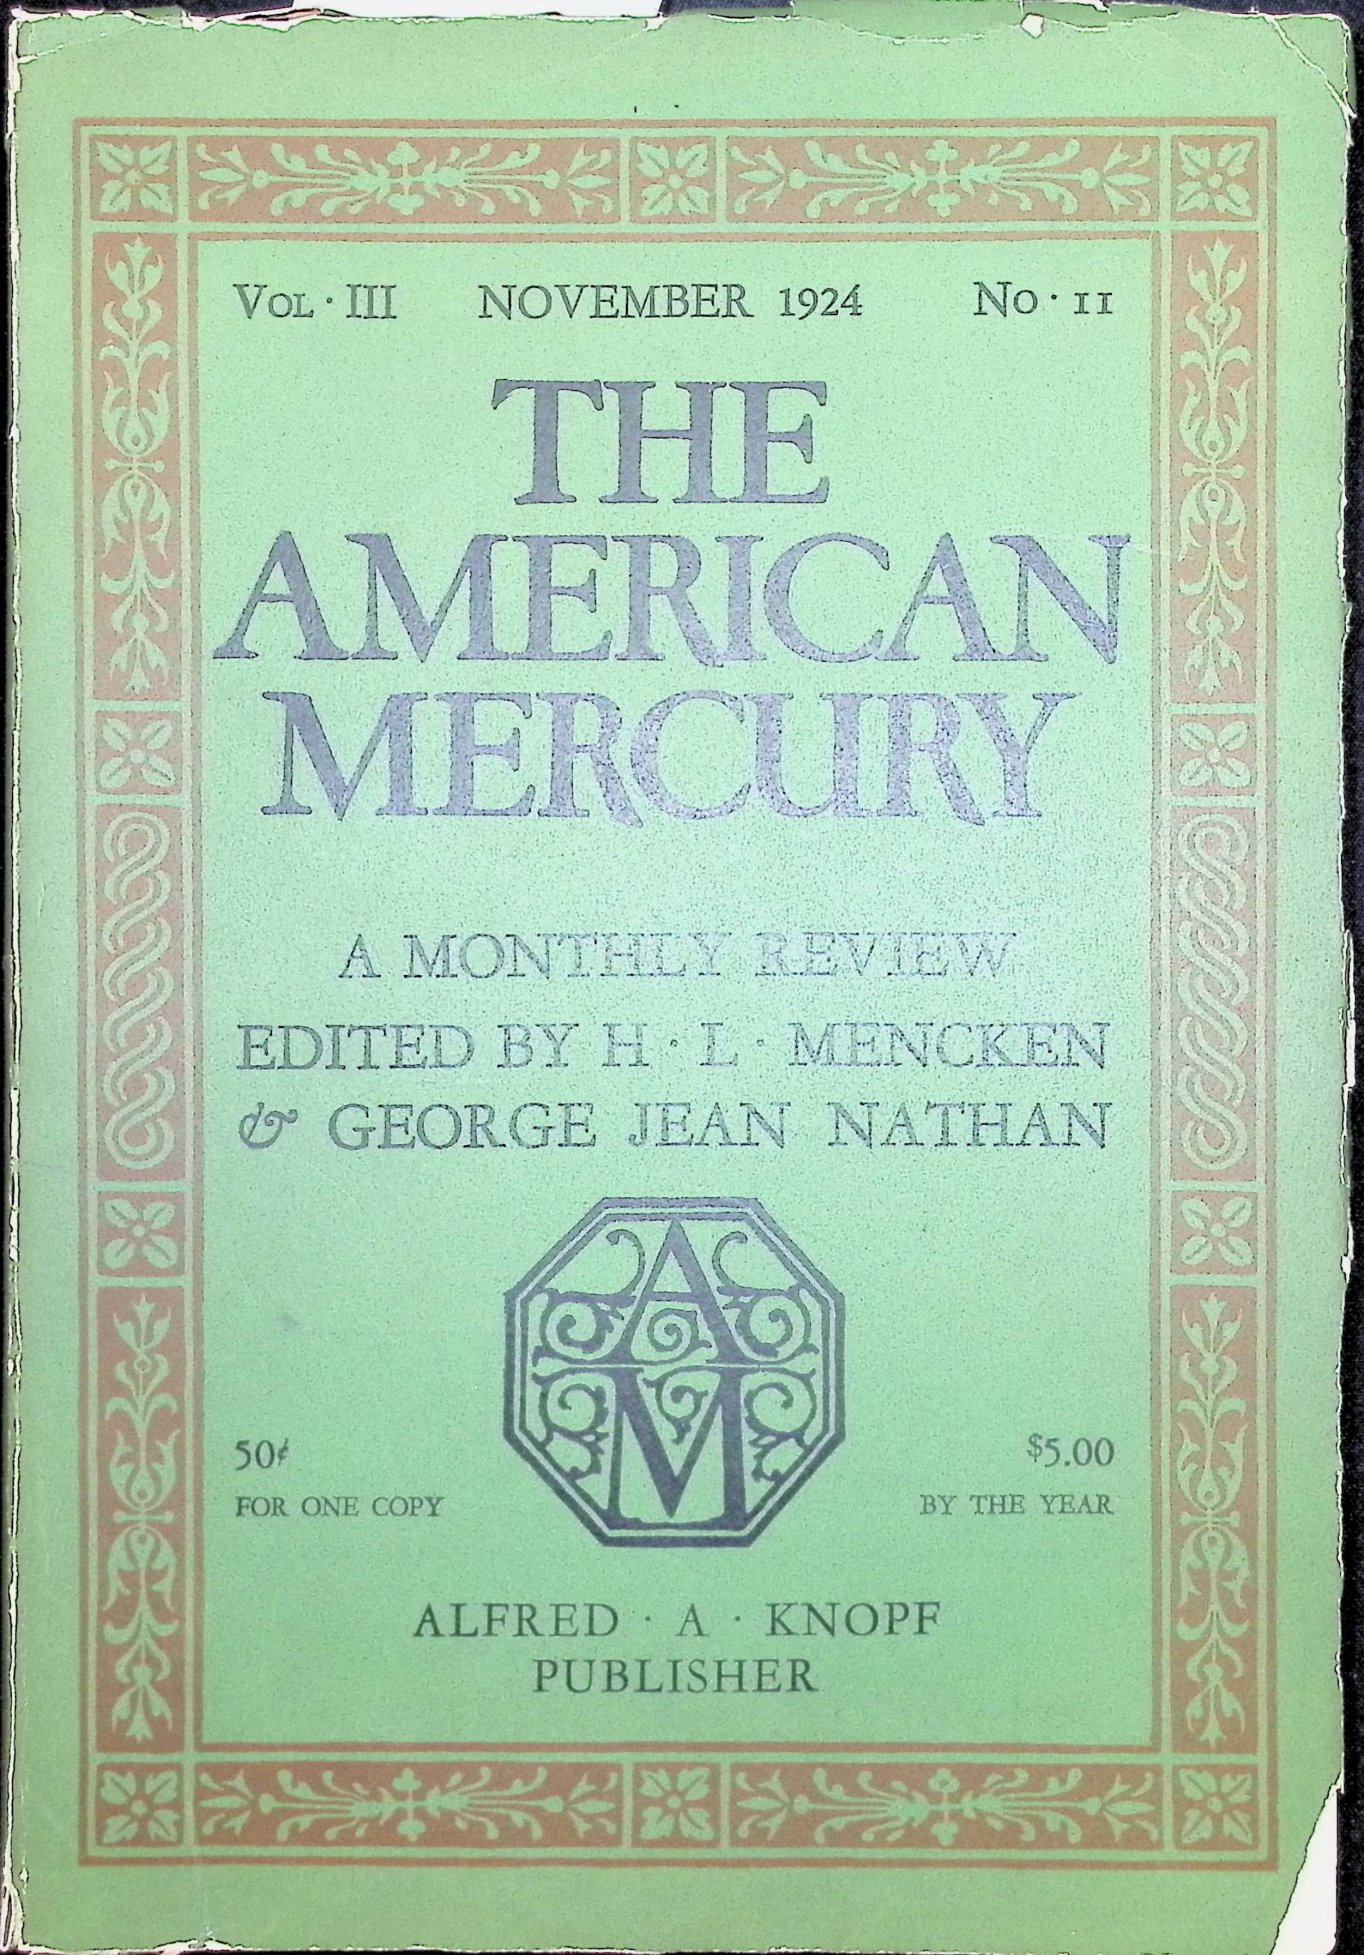 Vol · III NOVEMBER 1924 No · 11
THE
AMERICAN
MERCURY
A MONTHLY REVIEW
EDITED BY H · L · MENCKEN
& GEORGE JEAN NATHAN
AM
50¢ $5.00
FOR ONE COPY BY THE YEAR
ALFRED · A · KNOPF
PUBLISHER